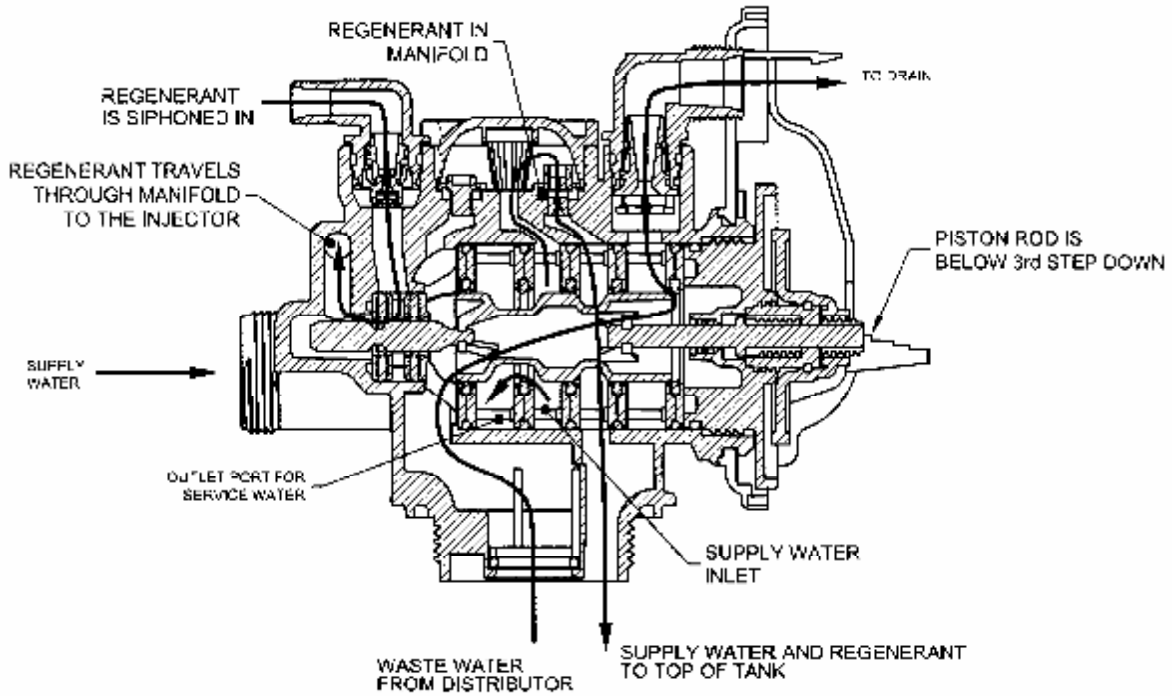 REGENERANT IN
MANIFOLD
TO DRAIN
REGENERANT
IS SIPHONED IN
REGENERANT TRAVELS
THROUGH MANIFOLD
TO THE INJECTOR
PISTON ROD IS
BELOW 3rd STEP DOWN
SUPPLY
WATER
OUTLET PORT FOR
SERVICE WATER
SUPPLY WATER
INLET
WASTE WATER
FROM DISTRIBUTOR
SUPPLY WATER AND REGENERANT
TO TOP OF TANK